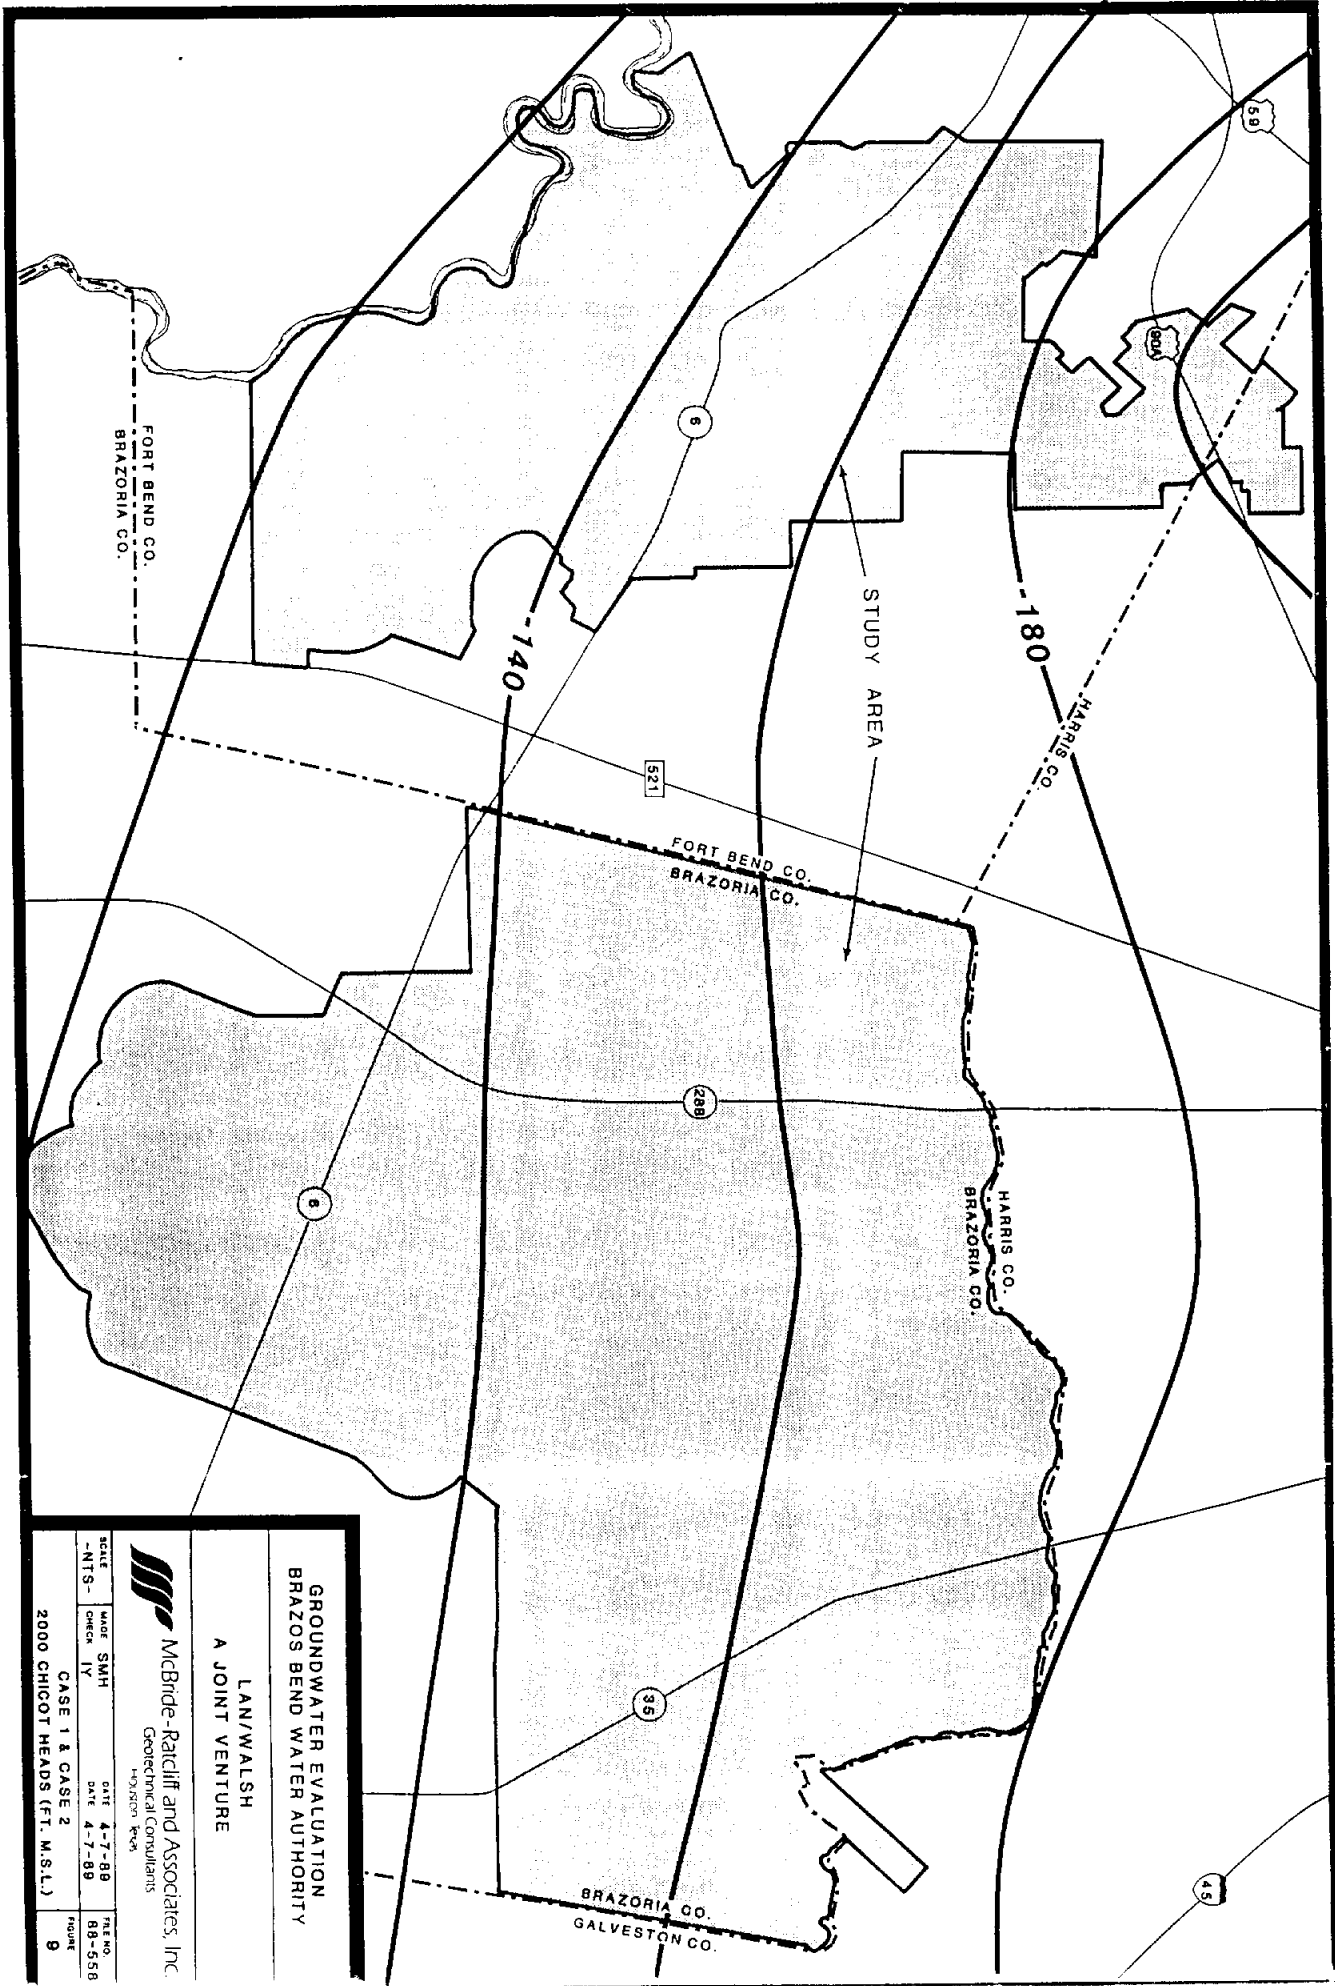 59
90A
FORT BEND CO.
BRAZORIA CO.
6
STUDY AREA
-140
-180
HARRIS CO.
521
FORT BEND CO.
BRAZORIA CO.
288
6
HARRIS CO.
BRAZORIA CO.
35
45
BRAZORIA CO.
GALVESTON CO.
GROUNDWATER EVALUATION
BRAZOS BEND WATER AUTHORITY
LAN/WALSH
A JOINT VENTURE
McBride-Ratcliff and Associates, Inc.
Geotechnical Consultants
Houston, Texas
SCALE -NTS-
MADE SMH DATE 4-7-89
CHECK IY DATE 4-7-89
FILE NO. 88-558
CASE 1 & CASE 2
2000 CHICOT HEADS (FT. M.S.L.)
FIGURE 9